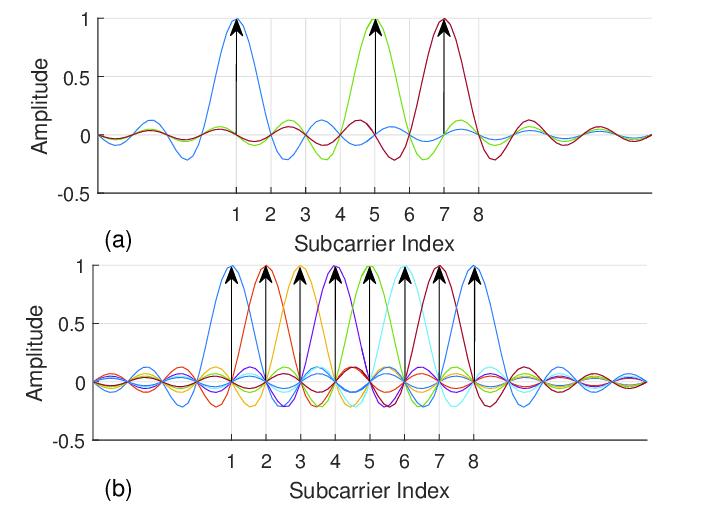 1
0.5
0
-0.5
Amplitude
1 2 3 4 5 6 7 8
Subcarrier Index
(a)
1
0.5
0
-0.5
Amplitude
1 2 3 4 5 6 7 8
Subcarrier Index
(b)